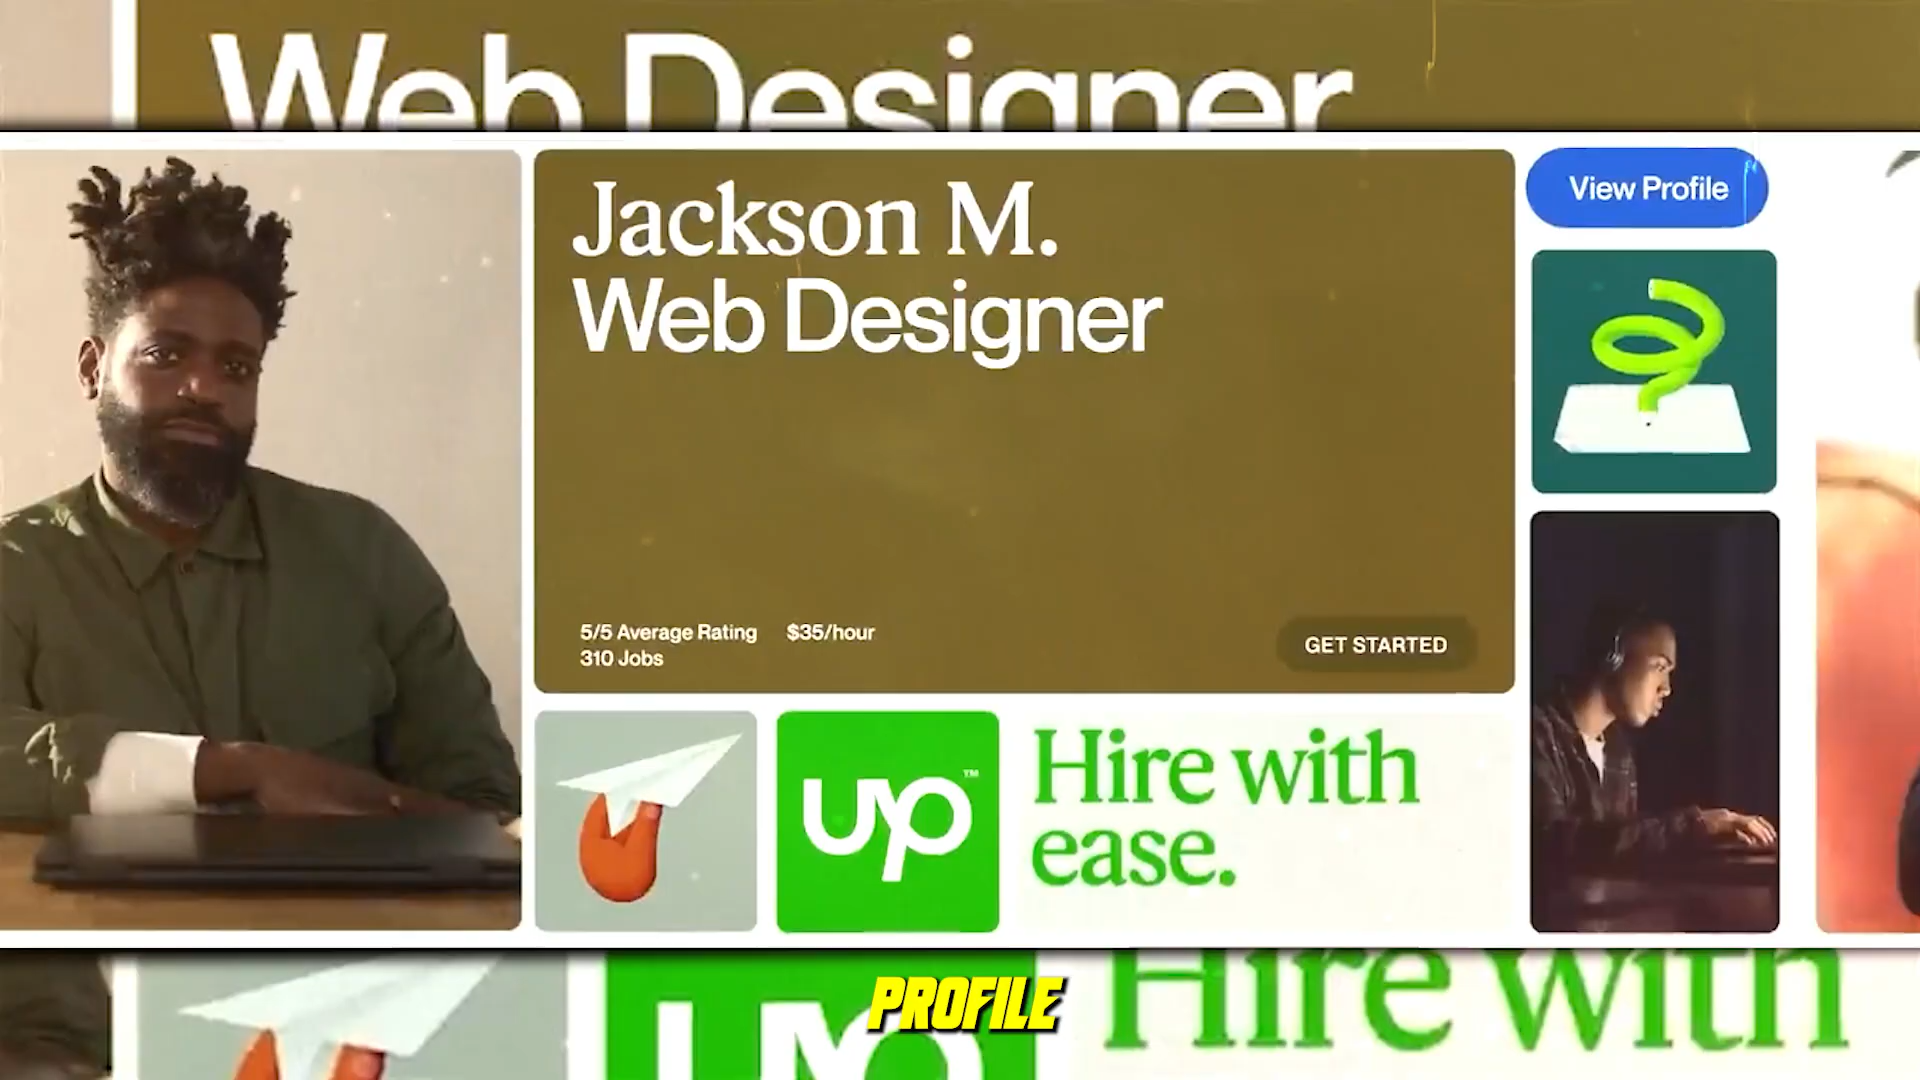 Web Designer
Jackson M.
Web Designer
View Profile
5/5 Average Rating $35/hour
310 Jobs
GET STARTED
up™
Hire with
ease.
PROFILE
up
Hire with